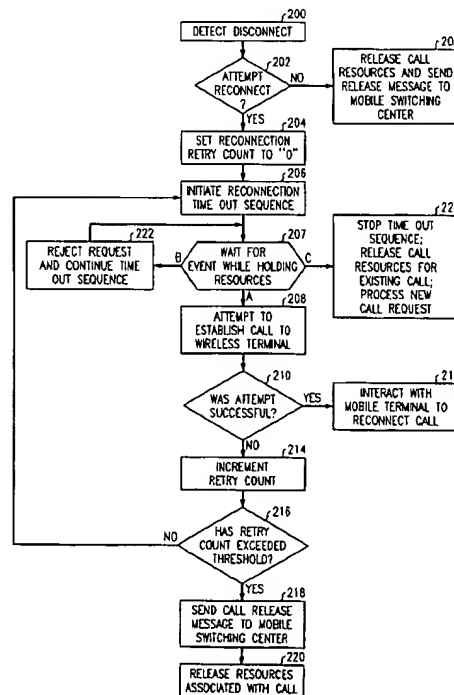 200
DETECT DISCONNECT
202
ATTEMPT
RECONNECT
?
NO
YES
20
RELEASE CALL
RESOURCES AND SEND
RELEASE MESSAGE TO
MOBILE SWITCHING
CENTER
204
SET RECONNECTION
RETRY COUNT TO "0"
206
INITIATE RECONNECTION
TIME OUT SEQUENCE
222
REJECT REQUEST
AND CONTINUE TIME
OUT SEQUENCE
B
207
WAIT FOR
EVENT WHILE HOLDING
RESOURCES
C
A
22
STOP TIME OUT
SEQUENCE;
RELEASE CALL
RESOURCES FOR
EXISTING CALL;
PROCESS NEW
CALL REQUEST
208
ATTEMPT TO
ESTABLISH CALL TO
WIRELESS TERMINAL
210
WAS ATTEMPT
SUCCESSFUL?
YES
NO
21
INTERACT WITH
MOBILE TERMINAL TO
RECONNECT CALL
214
INCREMENT
RETRY COUNT
216
NO
HAS RETRY
COUNT EXCEEDED
THRESHOLD?
YES
218
SEND CALL RELEASE
MESSAGE TO MOBILE
SWITCHING CENTER
220
RELEASE RESOURCES
ASSOCIATED WITH CALL